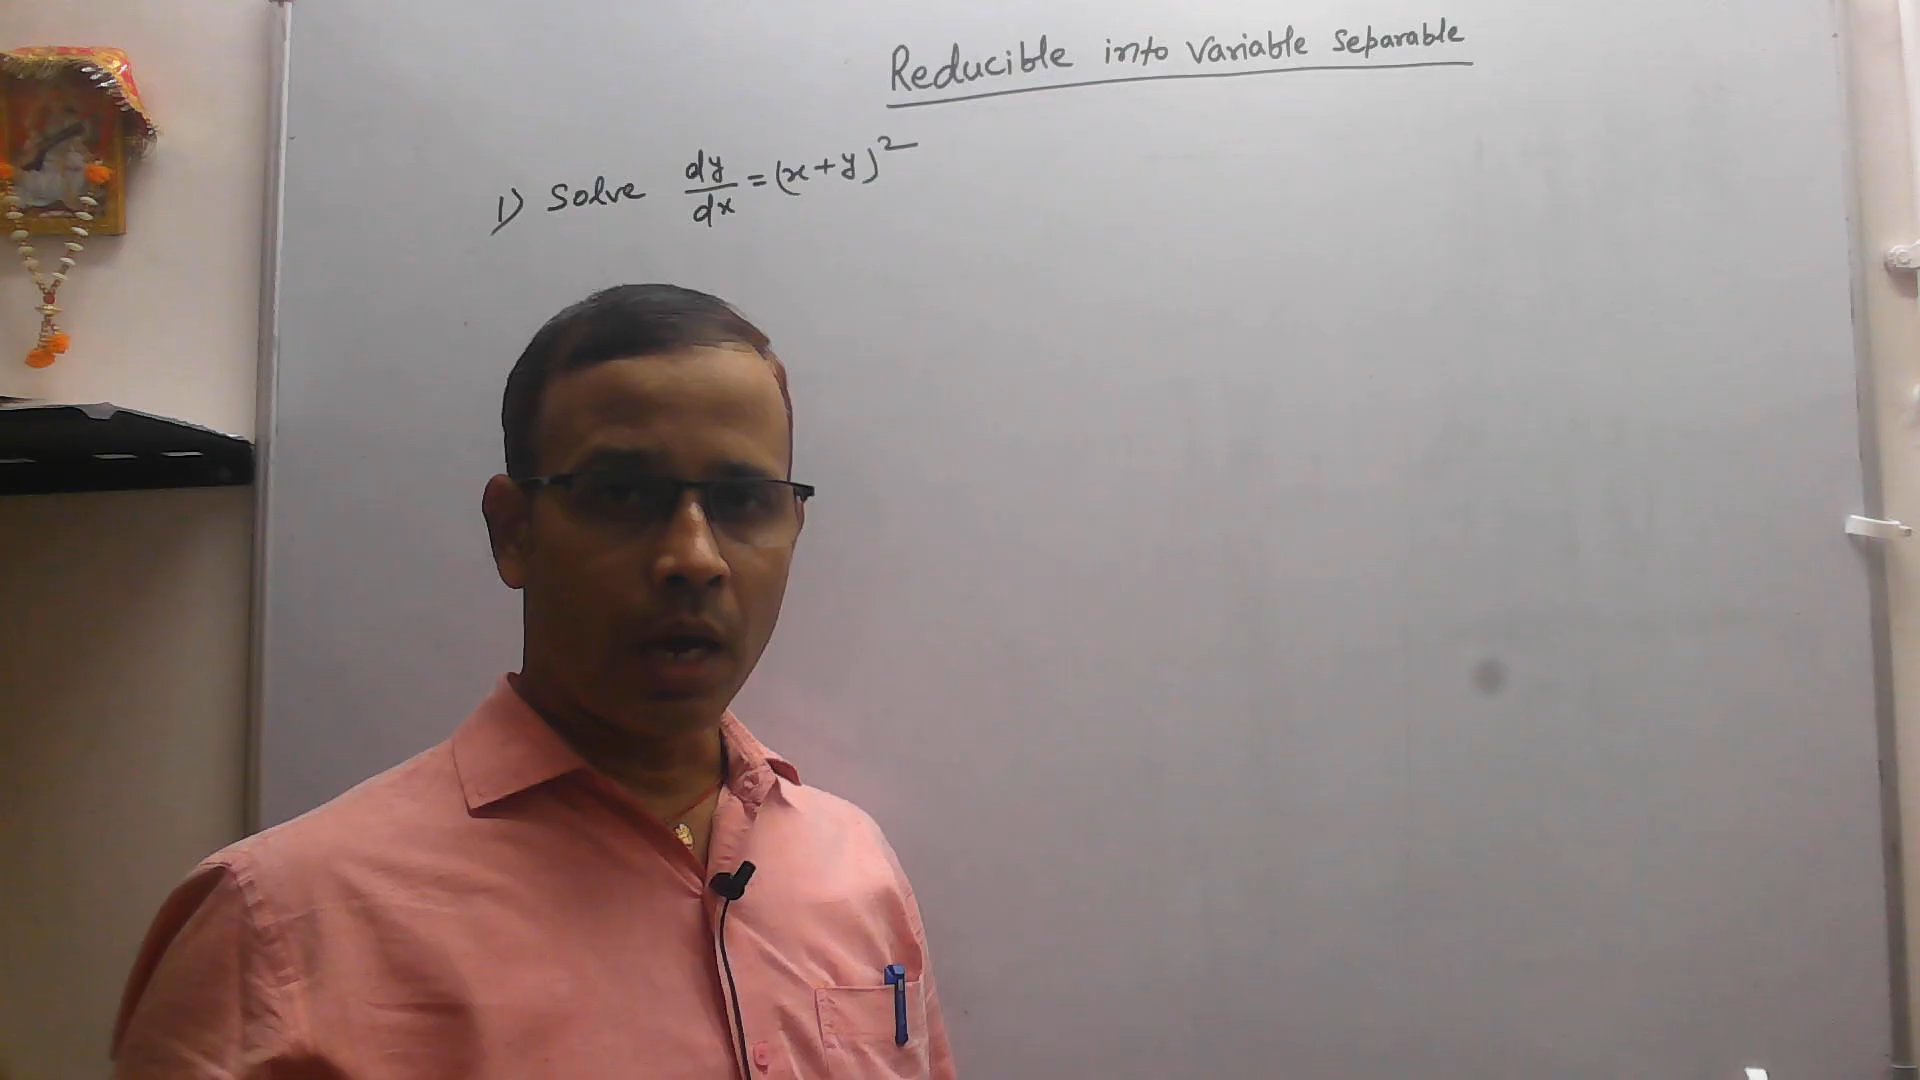 Reducible into Variable separable
1) Solve dy/dx = (x+y)²